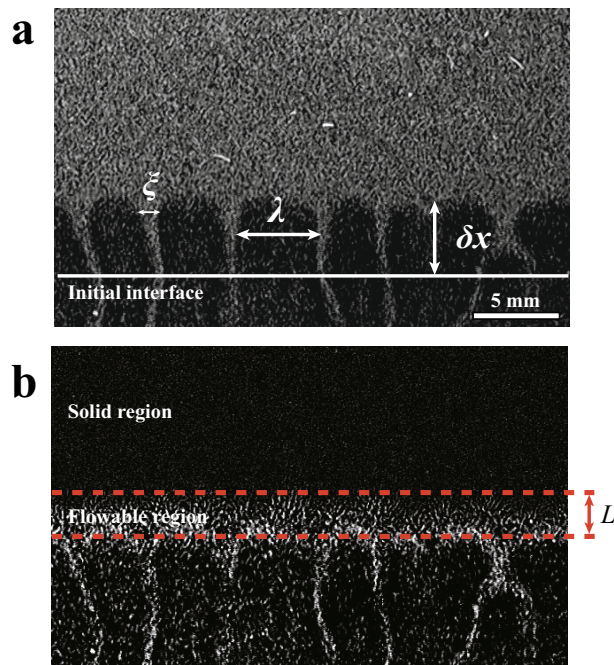 a
ξ
λ
δx
Initial interface
5 mm
b
Solid region
Flowable region
L